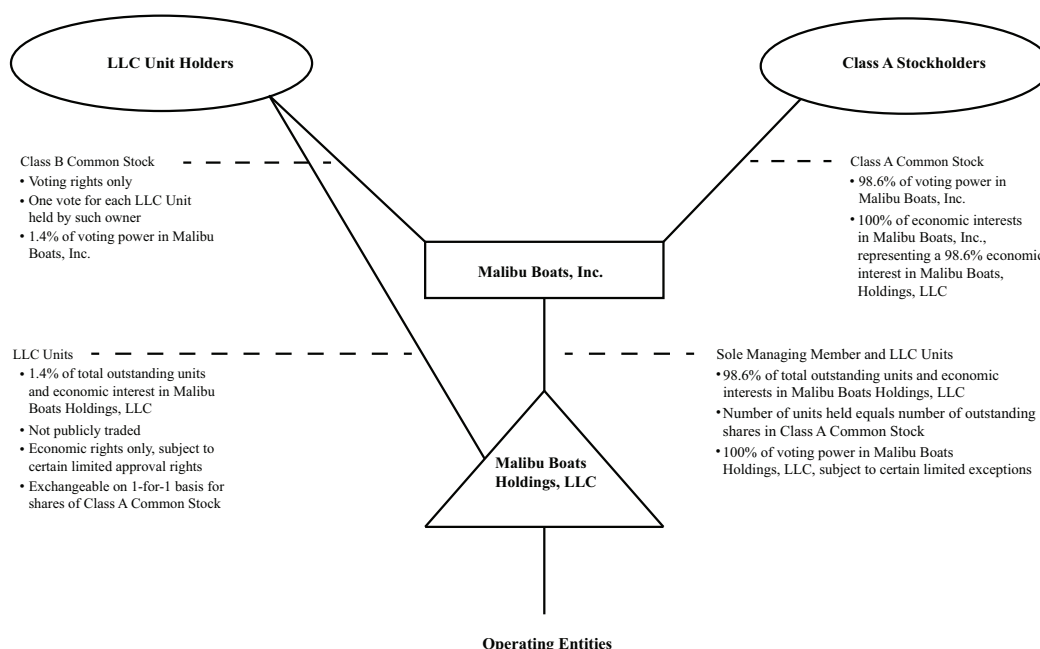 LLC Unit Holders
Class A Stockholders
Class B Common Stock
• Voting rights only
• One vote for each LLC Unit
held by such owner
• 1.4% of voting power in Malibu
Boats, Inc.
Class A Common Stock
• 98.6% of voting power in
Malibu Boats, Inc.
• 100% of economic interests
in Malibu Boats, Inc.,
representing a 98.6% economic
interest in Malibu Boats,
Holdings, LLC
Malibu Boats, Inc.
LLC Units
• 1.4% of total outstanding units
and economic interest in Malibu
Boats Holdings, LLC
• Not publicly traded
• Economic rights only, subject to
certain limited approval rights
• Exchangeable on 1-for-1 basis for
shares of Class A Common Stock
Sole Managing Member and LLC Units
•98.6% of total outstanding units and economic
interests in Malibu Boats Holdings, LLC
•Number of units held equals number of outstanding
shares in Class A Common Stock
•100% of voting power in Malibu Boats
Holdings, LLC, subject to certain limited exceptions
Malibu Boats
Holdings, LLC
Operating Entities